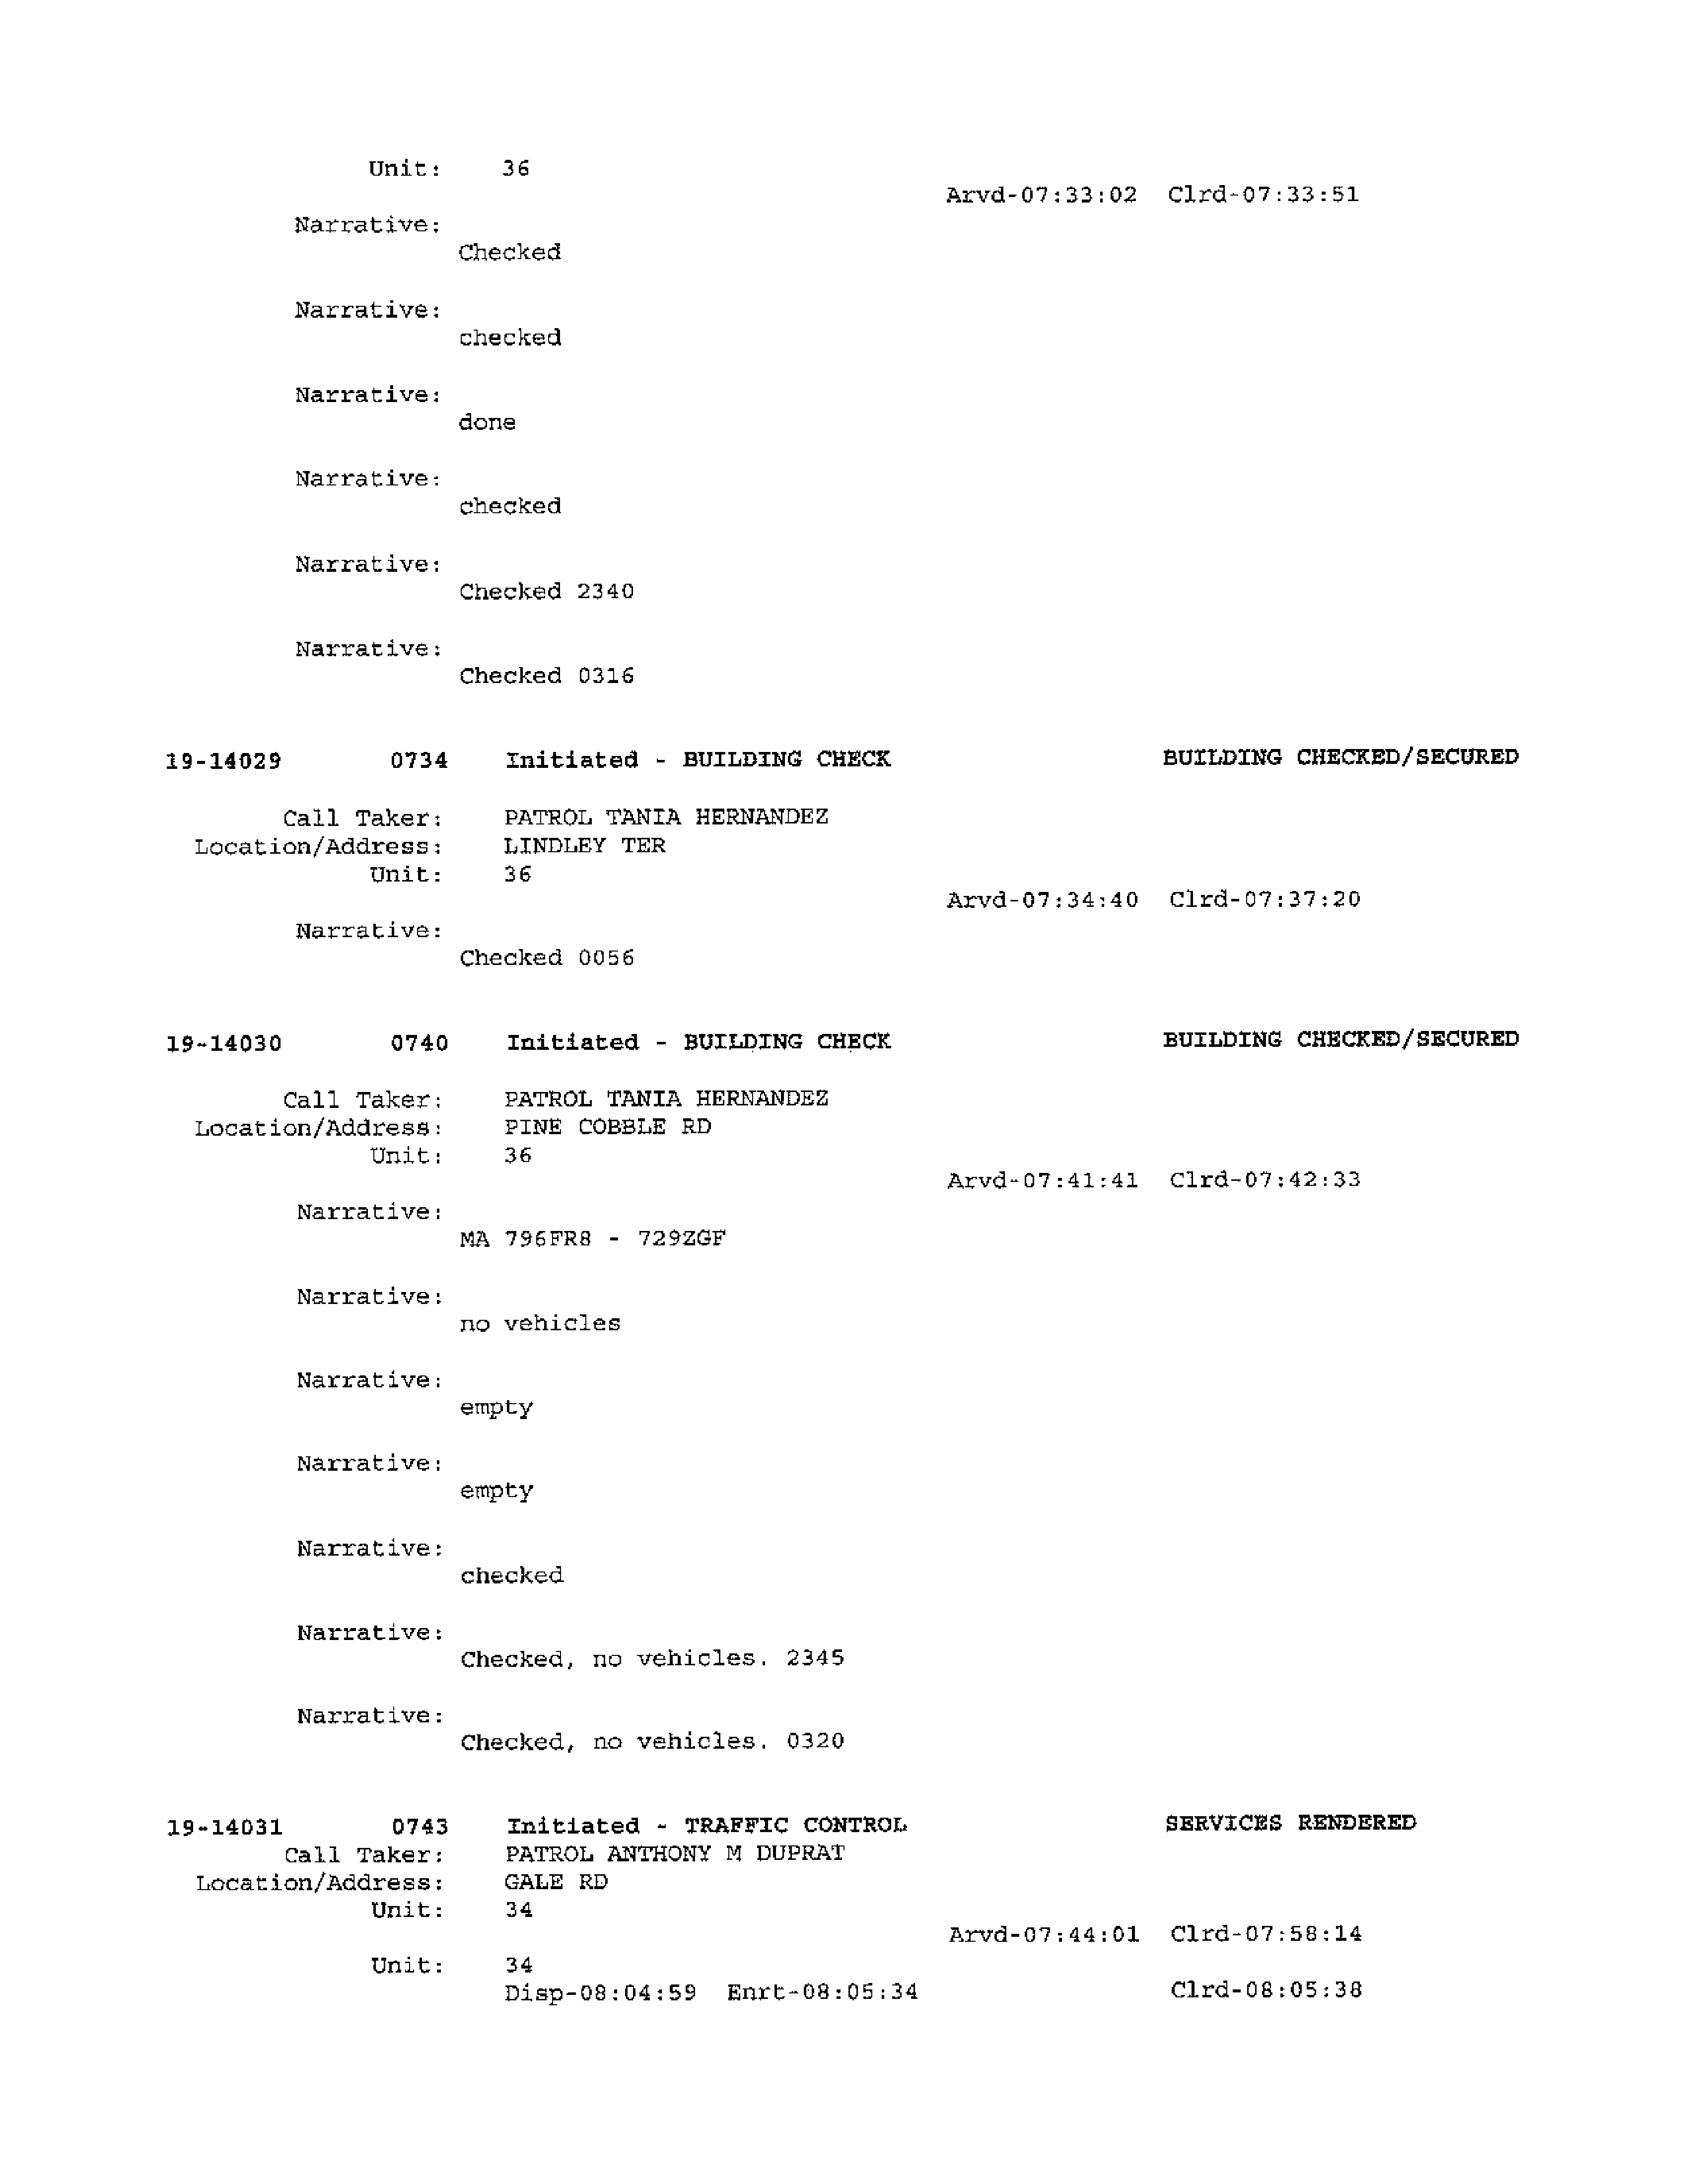 Unit: 36
Arvd-07:33:02 Clrd-07:33:51
Narrative:
Checked
Narrative:
checked
Narrative:
done
Narrative:
checked
Narrative:
Checked 2340
Narrative:
Checked 0316
19-14029 0734 Initiated - BUILDING CHECK BUILDING CHECKED/SECURED
Call Taker: PATROL TANIA HERNANDEZ
Location/Address: LINDLEY TER
Unit: 36
Arvd-07:34:40 Clrd-07:37:20
Narrative:
Checked 0056
19-14030 0740 Initiated - BUILDING CHECK BUILDING CHECKED/SECURED
Call Taker: PATROL TANIA HERNANDEZ
Location/Address: PINE COBBLE RD
Unit: 36
Arvd-07:41:41 Clrd-07:42:33
Narrative:
MA 796FR8 - 729ZGF
Narrative:
no vehicles
Narrative:
empty
Narrative:
empty
Narrative:
checked
Narrative:
Checked, no vehicles. 2345
Narrative:
Checked, no vehicles. 0320
19-14031 0743 Initiated - TRAFFIC CONTROL SERVICES RENDERED
Call Taker: PATROL ANTHONY M DUPRAT
Location/Address: GALE RD
Unit: 34
Arvd-07:44:01 Clrd-07:58:14
Unit: 34
Disp-08:04:59 Enrt-08:05:34 Clrd-08:05:38